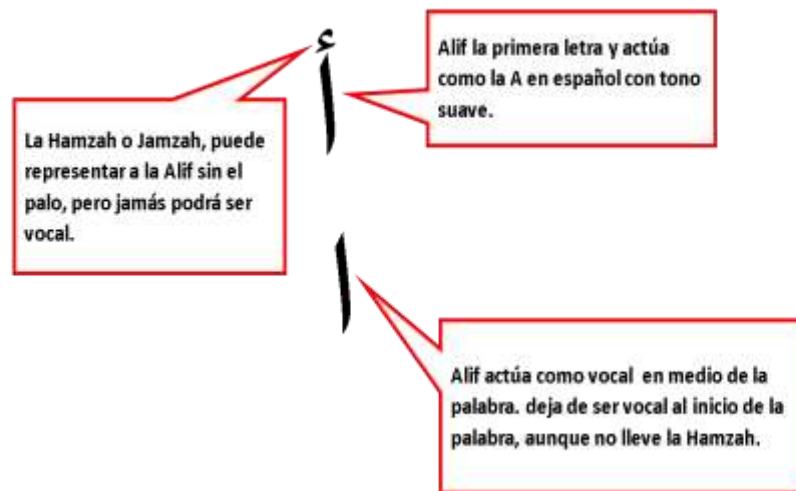 أ
Alif la primera letra y actúa
como la A en español con tono
suave.
La Hamzah o Jamzah, puede
representar a la Alif sin el
palo, pero jamás podrá ser
vocal.
ا
Alif actúa como vocal en medio de la
palabra. deja de ser vocal al inicio de la
palabra, aunque no lleve la Hamzah.